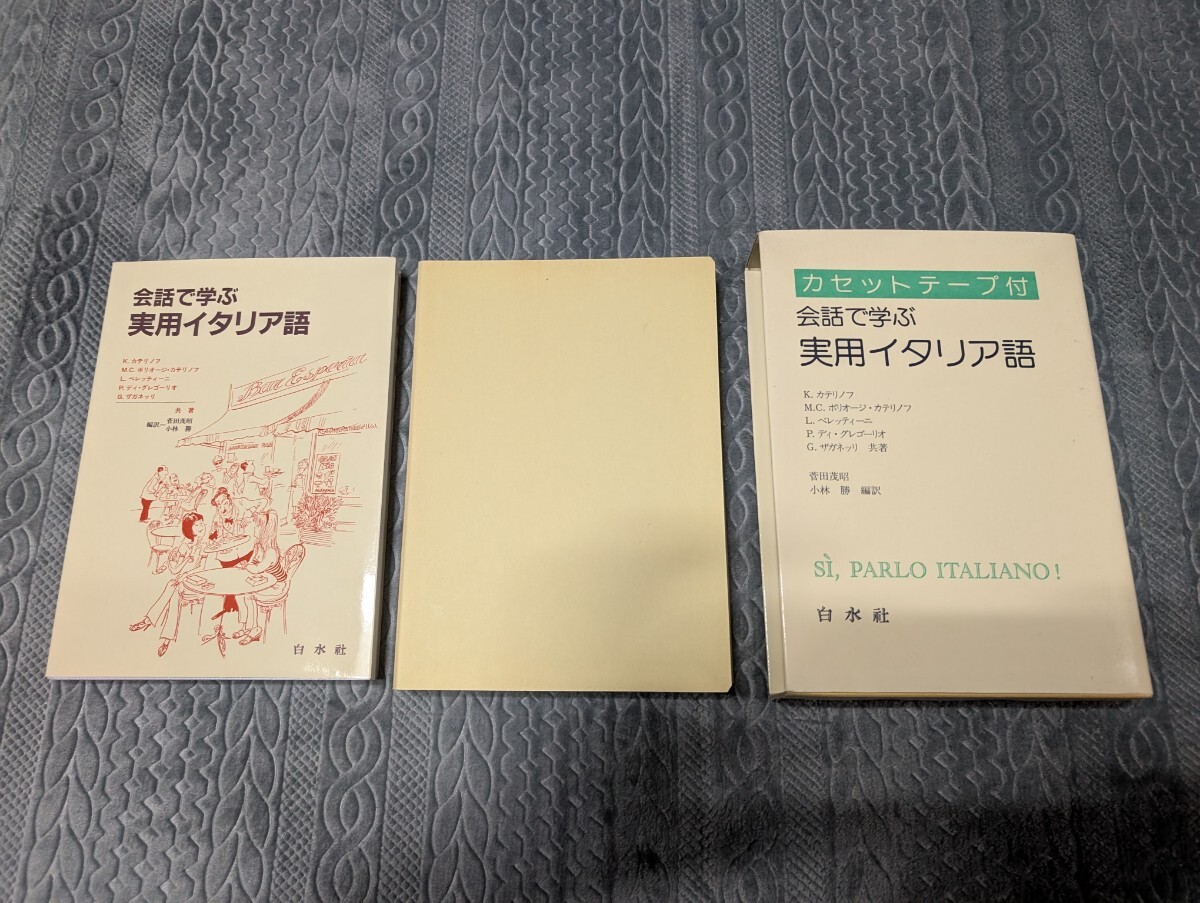 会話で学ぶ
実用イタリア語
K. カテリノフ
M.C. ボリオージ・カテリノフ
L. ベレッティーニ
P. ディ・グレゴーリオ
G. ザガネッリ
共著
編訳
菅田茂昭
小林 勝
Bar
白水社
カセットテープ付
会話で学ぶ
実用イタリア語
K. カテリノフ
M.C. ボリオージ・カテリノフ
L. ベレッティーニ
P. ディ・グレゴーリオ
G. ザガネッリ 共著
菅田茂昭
小林 勝 編訳
SÌ, PARLO ITALIANO!
白水社